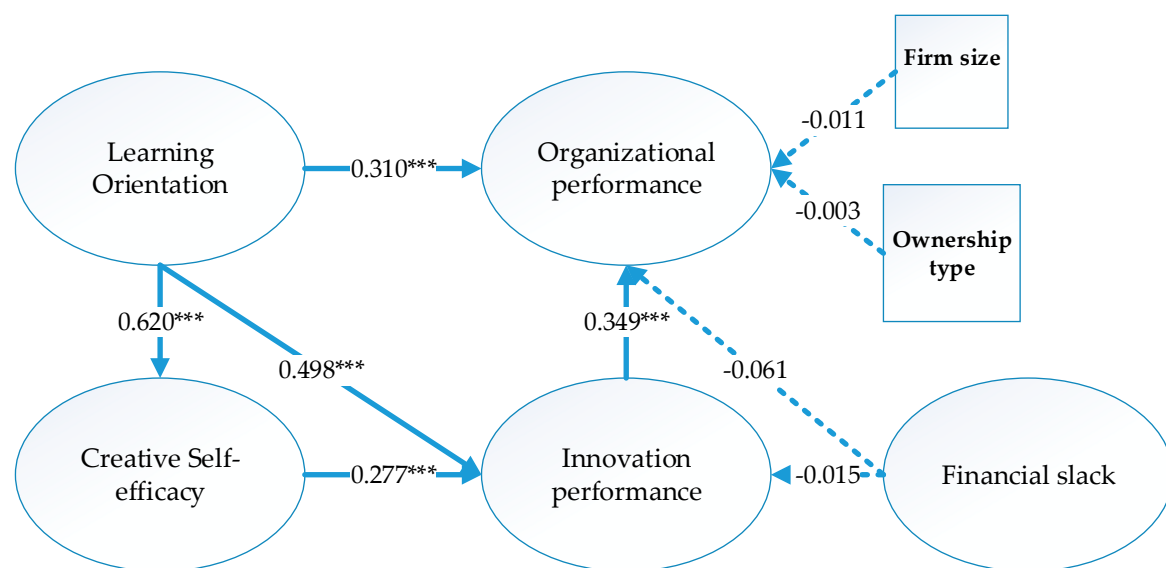 Firm size
Learning
Orientation
0.310***
Organizational
performance
-0.011
-0.003
Ownership
type
0.620***
0.498***
0.349***
-0.061
Creative Self-
efficacy
0.277***
Innovation
performance
-0.015
Financial slack